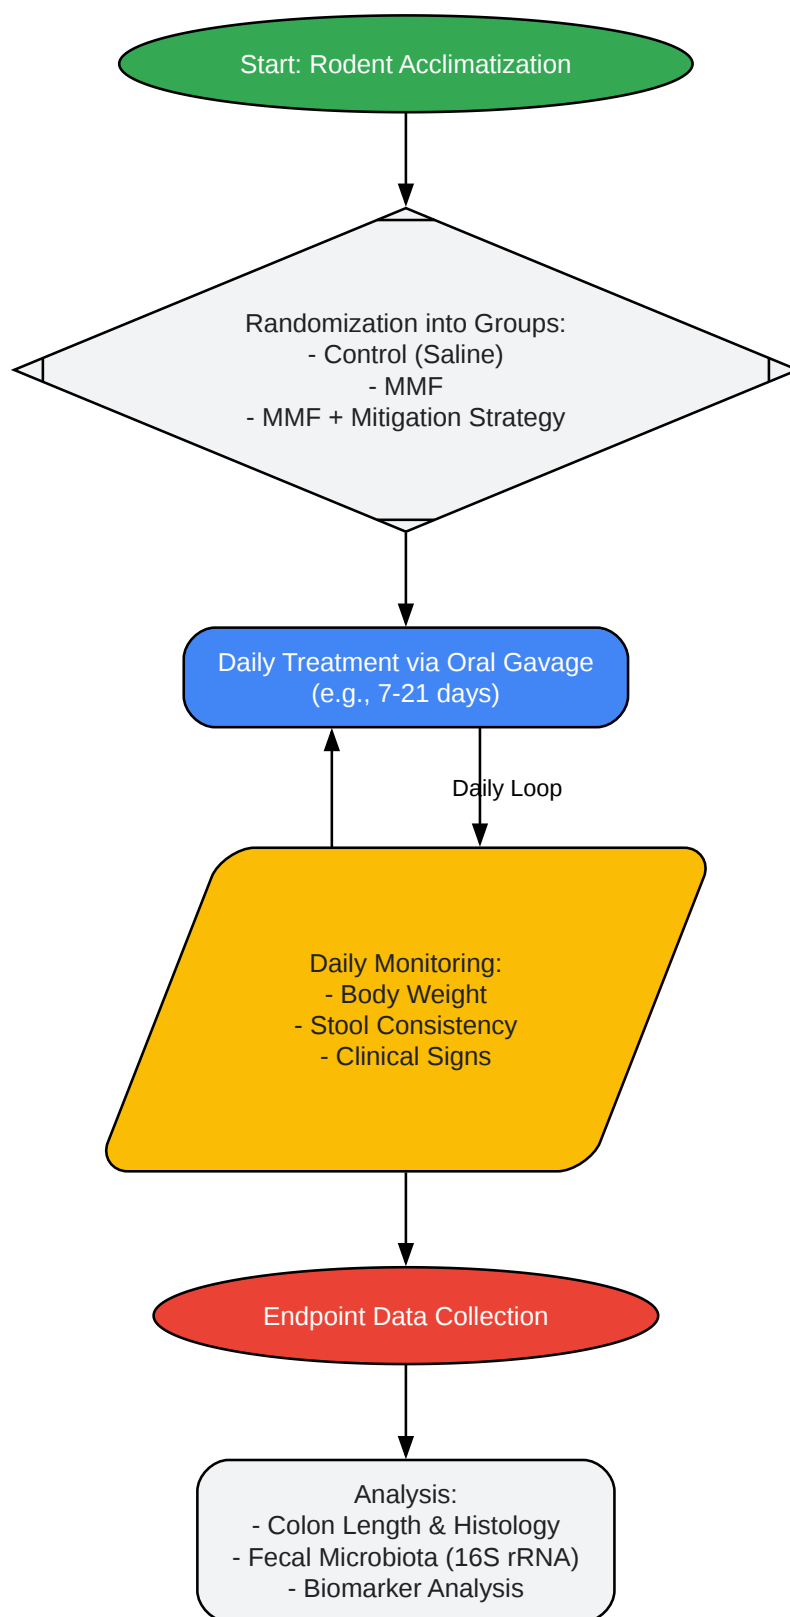 Start: Rodent Acclimatization
Randomization into Groups:
- Control (Saline)
- MMF
- MMF + Mitigation Strategy
Daily Treatment via Oral Gavage
(e.g., 7-21 days)
Daily Loop
Daily Monitoring:
- Body Weight
- Stool Consistency
- Clinical Signs
Endpoint Data Collection
Analysis:
- Colon Length & Histology
- Fecal Microbiota (16S rRNA)
- Biomarker Analysis